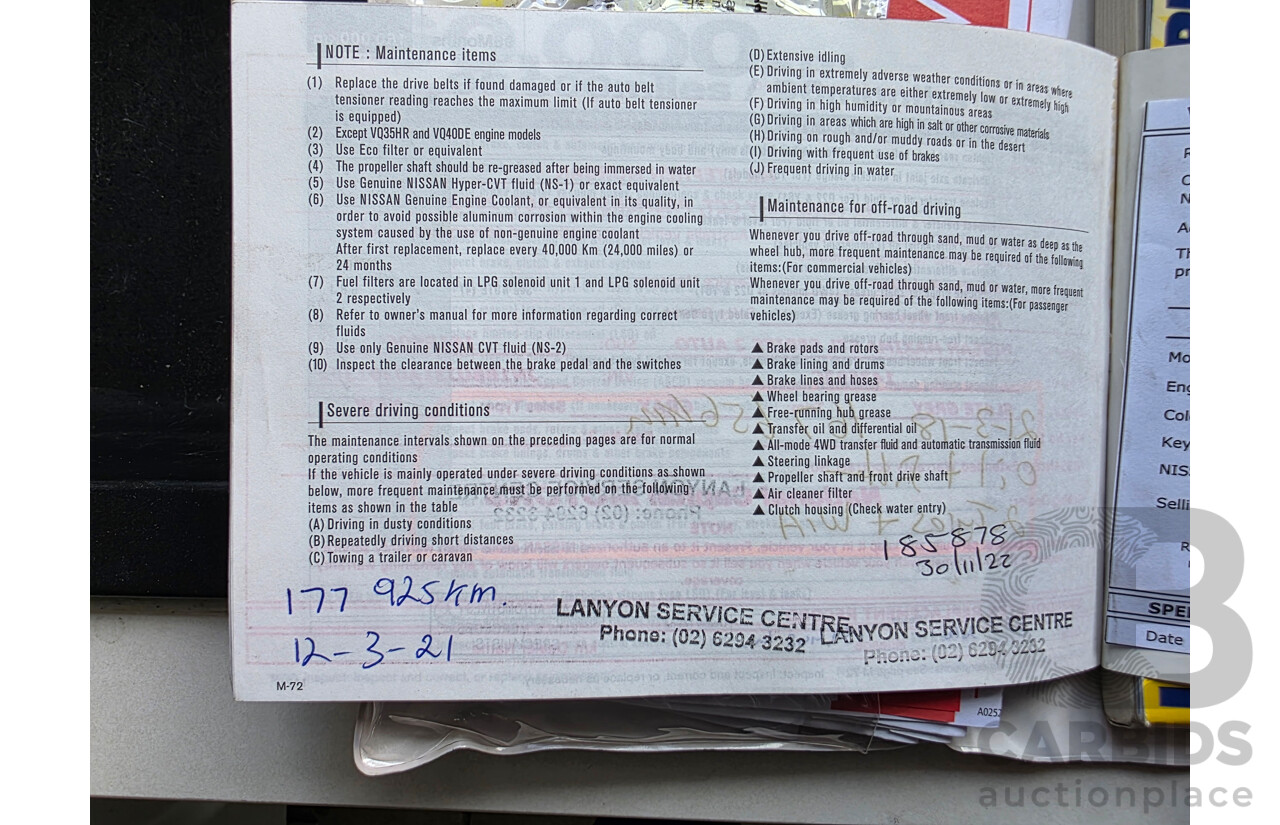 NOTE : Maintenance items
(1) Replace the drive belts if found damaged or if the auto belt
tensioner reading reaches the maximum limit (If auto belt tensioner
is equipped)
(2) Except VQ35HR and VQ40DE engine models
(3) Use Eco filter or equivalent
(4) The propeller shaft should be re-greased after being immersed in water
(5) Use Genuine NISSAN Hyper-CVT fluid (NS-1) or exact equivalent
(6) Use NISSAN Genuine Engine Coolant, or equivalent in its quality, in
order to avoid possible aluminum corrosion within the engine cooling
system caused by the use of non-genuine engine coolant
After first replacement, replace every 40,000 Km (24,000 miles) or
24 months
(7) Fuel filters are located in LPG solenoid unit 1 and LPG solenoid unit
2 respectively
(8) Refer to owner's manual for more information regarding correct
fluids
(9) Use only Genuine NISSAN CVT fluid (NS-2)
(10) Inspect the clearance between the brake pedal and the switches
Severe driving conditions
The maintenance intervals shown on the preceding pages are for normal
operating conditions
If the vehicle is mainly operated under severe driving conditions as shown
below, more frequent maintenance must be performed on the following
items as shown in the table
(A) Driving in dusty conditions
(B) Repeatedly driving short distances
(C) Towing a trailer or caravan
177 925 Km.
12-3-21
M-72
(D) Extensive idling
(E) Driving in extremely adverse weather conditions or in areas where
ambient temperatures are either extremely low or extremely high
(F) Driving in high humidity or mountainous areas
(G) Driving in areas which are high in salt or other corrosive materials
(H) Driving on rough and/or muddy roads or in the desert
(I) Driving with frequent use of brakes
(J) Frequent driving in water
Maintenance for off-road driving
Whenever you drive off-road through sand, mud or water as deep as the
wheel hub, more frequent maintenance may be required of the following
items:(For commercial vehicles)
Whenever you drive off-road through sand, mud or water, more frequent
maintenance may be required of the following items:(For passenger
vehicles)
▲ Brake pads and rotors
▲ Brake lining and drums
▲ Brake lines and hoses
▲ Wheel bearing grease
▲ Free-running hub grease
▲ Transfer oil and differential oil
▲ All-mode 4WD transfer fluid and automatic transmission fluid
▲ Steering linkage
▲ Propeller shaft and front drive shaft
▲ Air cleaner filter
▲ Clutch housing (Check water entry)
185878
30/11/22
LANYON SERVICE CENTRE
Phone: (02) 6294 3232
LANYON SERVICE CENTRE
Phone: (02) 6294 3232
Key
Date
CARBIDS
auctionplace